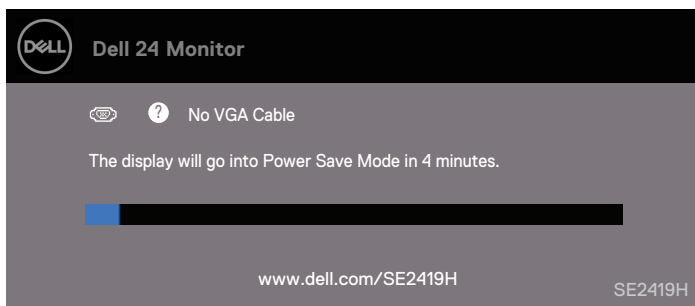 DELL
Dell 24 Monitor
? No VGA Cable
The display will go into Power Save Mode in 4 minutes.
www.dell.com/SE2419H
SE2419H